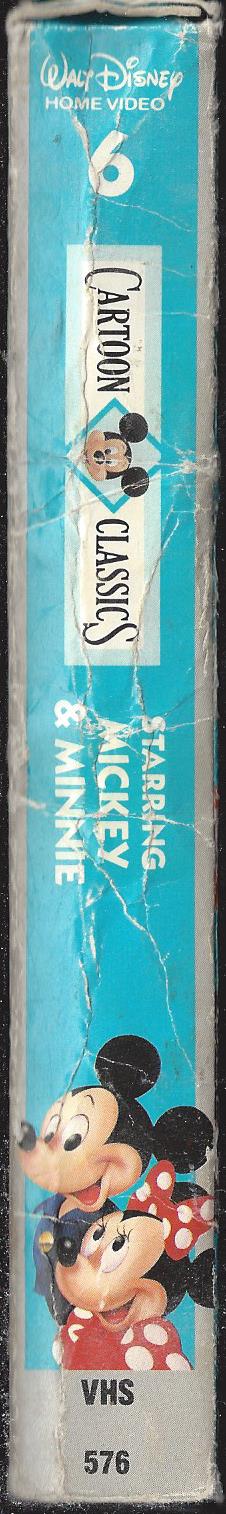 WALT DISNEY
HOME VIDEO
6
CARTOON CLASSICS
STARRING
MICKEY
& MINNIE
VHS
576